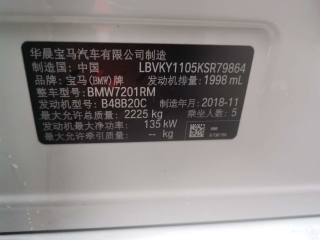 华晨宝马汽车有限公司制造
制造国：中国 LBVKY1105KSR79864
品牌：宝马(BMW)牌 发动机排量：1998 mL
整车型号：BMW7201RM
发动机型号：B48B20C 制造年月：2018-11
最大允许总质量：2225 kg 乘坐人数：5
发动机最大净功率：135 kW
最大允许牵引质量：-- kg